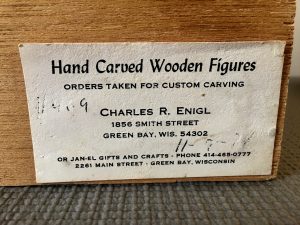 Hand Carved Wooden Figures
ORDERS TAKEN FOR CUSTOM CARVING
CHARLES R. ENIGL
1856 SMITH STREET
GREEN BAY, WIS. 54302
OR JAN-EL GIFTS AND CRAFTS - PHONE 414-468-0777
2261 MAIN STREET - GREEN BAY, WISCONSIN